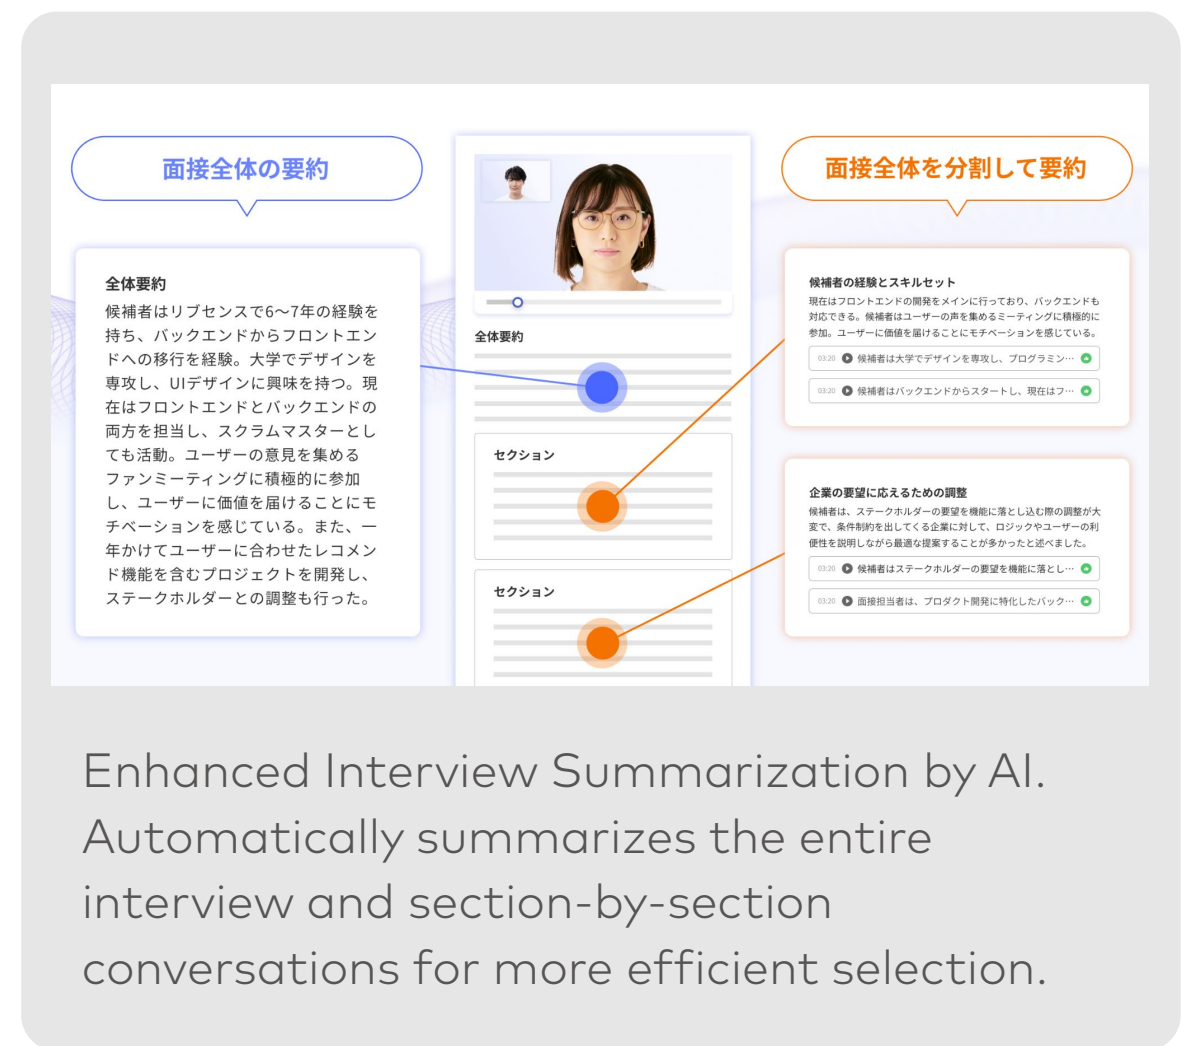 面接全体の要約
全体要約
候補者はリブセンスで6〜7年の経験を
持ち、バックエンドからフロントエン
ドへの移行を経験。大学でデザインを
専攻し、UIデザインに興味を持つ。現
在はフロントエンドとバックエンドの
両方を担当し、スクラムマスターとし
ても活動。ユーザーの意見を集める
ファンミーティングに積極的に参加
し、ユーザーに価値を届けることにモ
チベーションを感じている。また、一
年かけてユーザーに合わせたレコメン
ド機能を含むプロジェクトを開発し、
ステークホルダーとの調整も行った。
全体要約
セクション
セクション
面接全体を分割して要約
候補者の経験とスキルセット
現在はフロントエンドの開発をメインに行っており、バックエンドも
対応できる。候補者はユーザーの声を集めるミーティングに積極的に
参加。ユーザーに価値を届けることにモチベーションを感じている。
03:20 候補者は大学でデザインを専攻し、プログラミン…
03:20 候補者はバックエンドからスタートし、現在はフ…
企業の要望に応えるための調整
候補者は、ステークホルダーの要望を機能に落とし込む際の調整が大
変で、条件制約を出してくる企業に対して、ロジックやユーザーの利
便性を説明しながら最適な提案することが多かったと述べました。
03:20 候補者はステークホルダーの要望を機能に落とし…
03:20 面接担当者は、プロダクト開発に特化したバック…
Enhanced Interview Summarization by AI.
Automatically summarizes the entire
interview and section-by-section
conversations for more efficient selection.